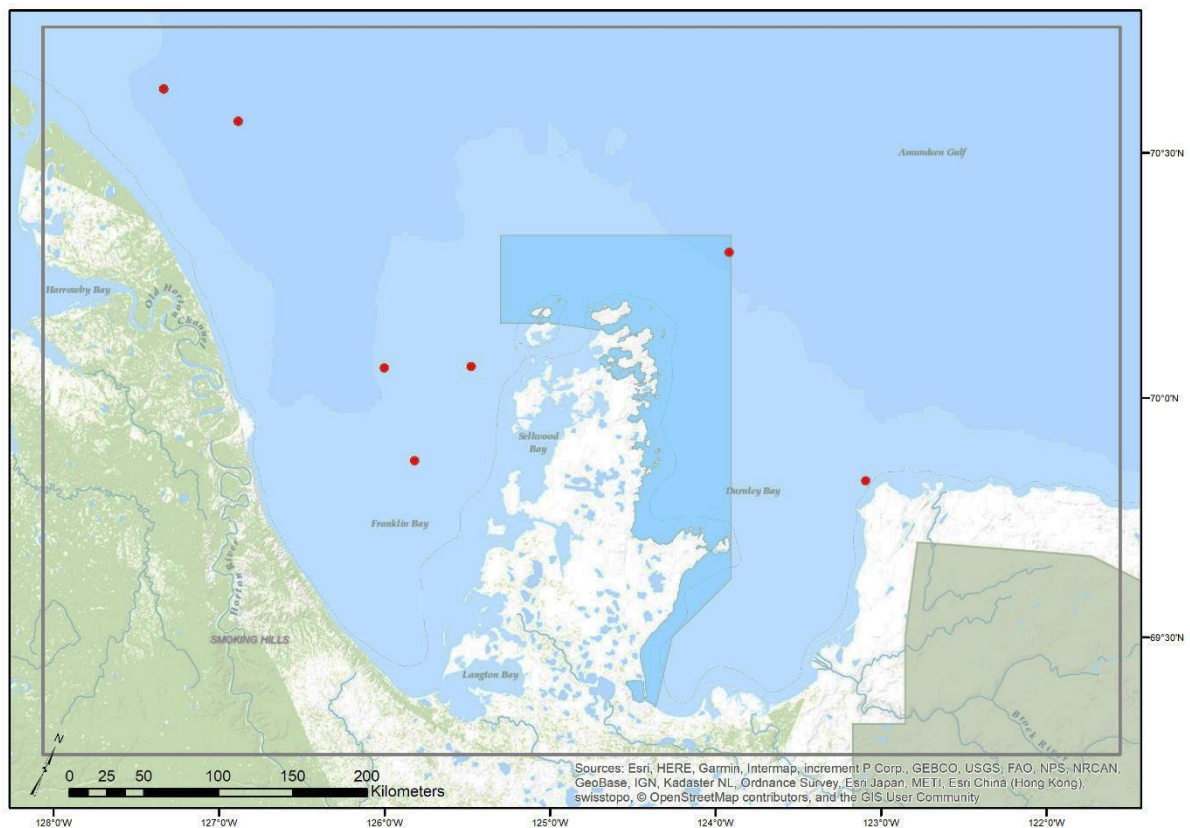 Amundsen Gulf
70°30'N
Harrowby Bay
Old Horton Channel
70°0'N
Sellwood
Bay
Darnley Bay
Franklin Bay
Horton River
SMOKING HILLS
69°30'N
Langton Bay
Brock River
N
0 25 50 100 150 200
Kilometers
Sources: Esri, HERE, Garmin, Intermap, increment P Corp., GEBCO, USGS, FAO, NPS, NRCAN,
GeoBase, IGN, Kadaster NL, Ordnance Survey, Esri Japan, METI, Esri China (Hong Kong),
swisstopo, © OpenStreetMap contributors, and the GIS User Community
128°0'W 127°0'W 126°0'W 125°0'W 124°0'W 123°0'W 122°0'W